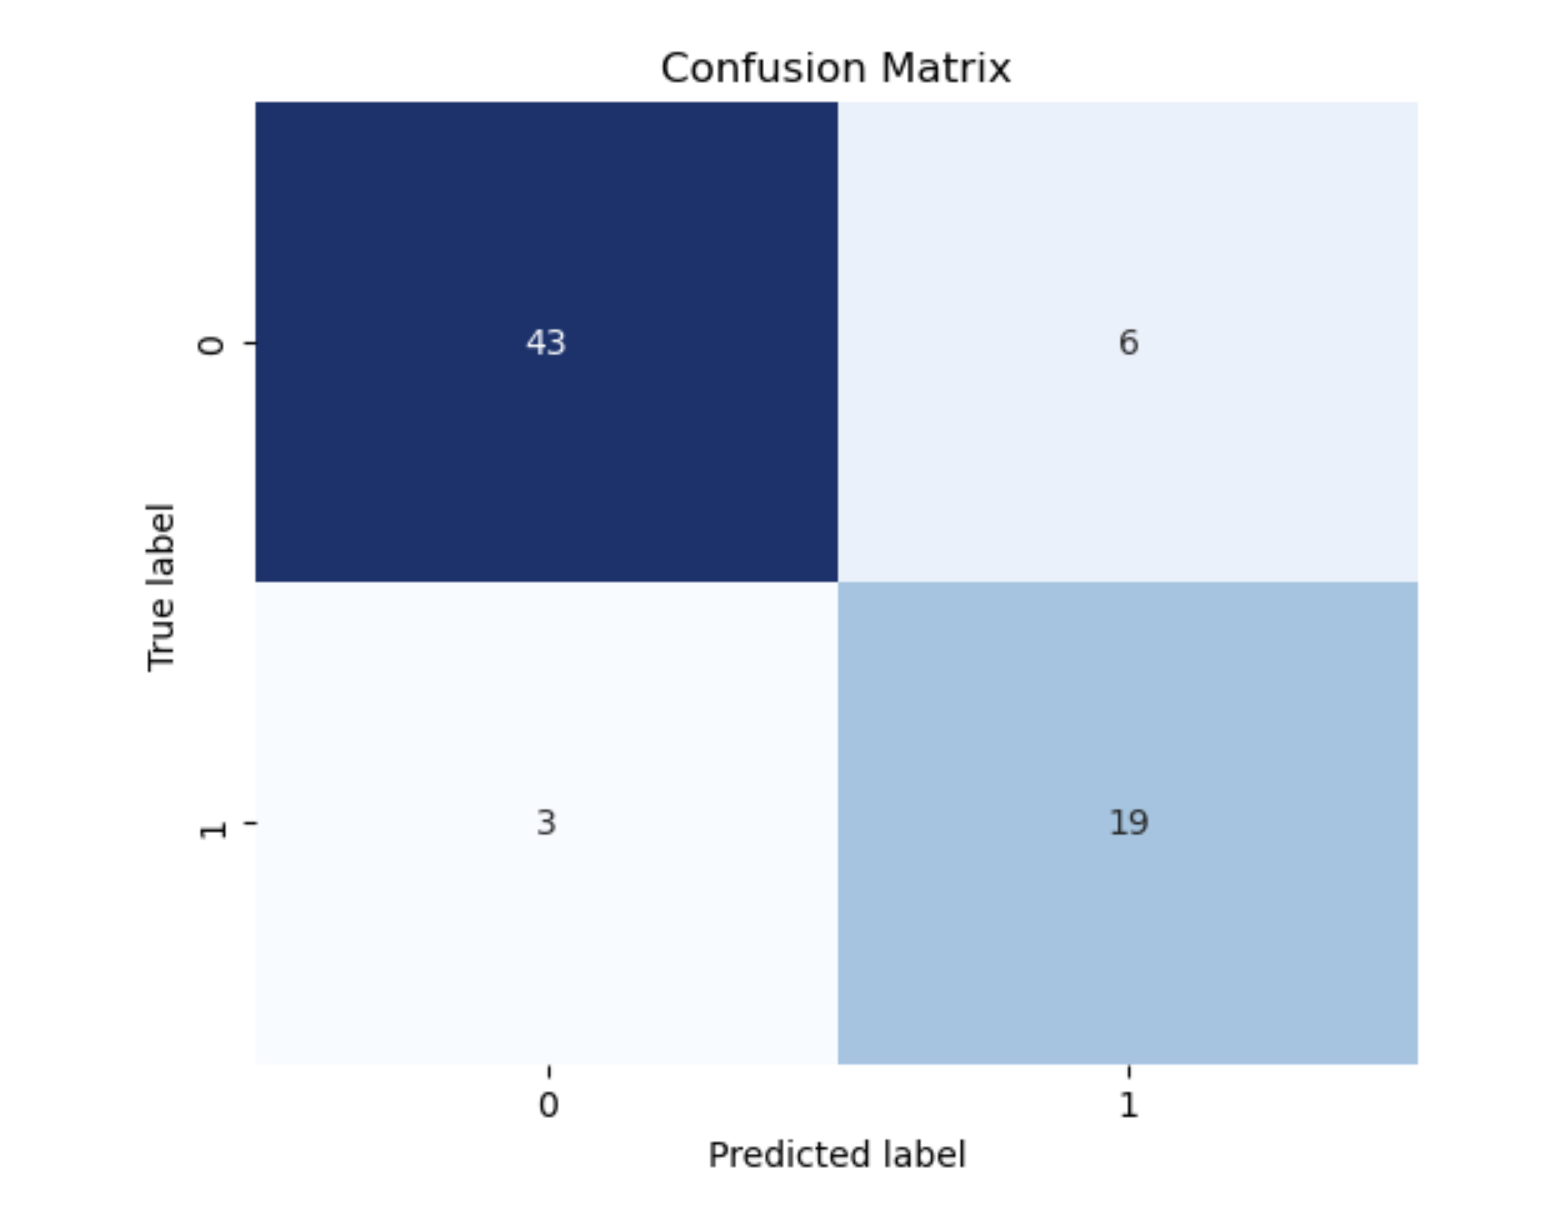 Confusion Matrix
0
43
6
True label
1
3
19
0
1
Predicted label